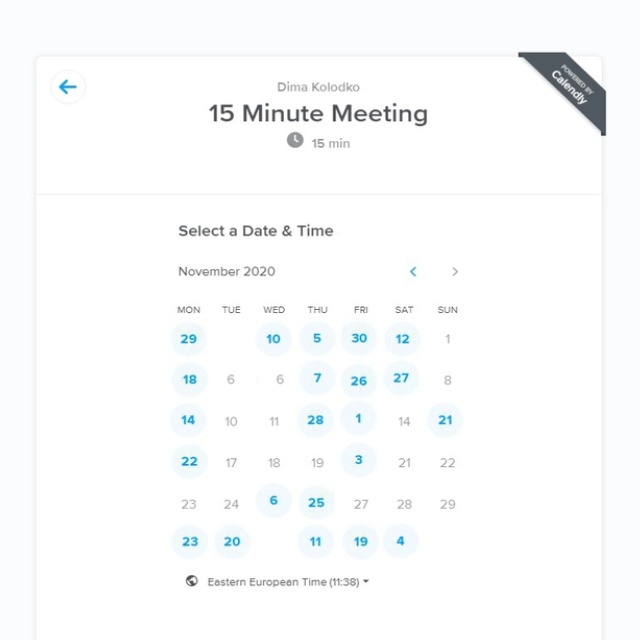 POWERED BY
Calendly
Dima Kolodko
15 Minute Meeting
15 min
Select a Date & Time
November 2020
MON TUE WED THU FRI SAT SUN
29 10 5 30 12 1
18 6 6 7 26 27 8
14 10 11 28 1 14 21
22 17 18 19 3 21 22
23 24 6 25 27 28 29
23 20 11 19 4
Eastern European Time (11:38)